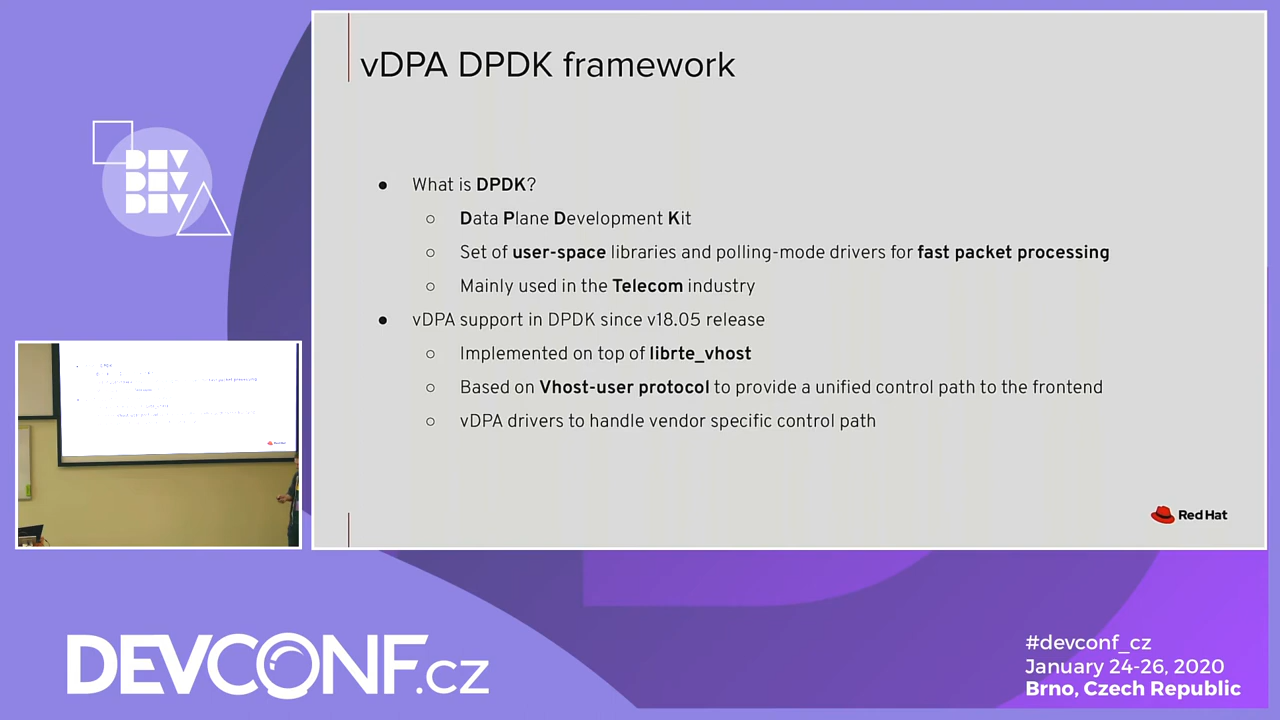 vDPA DPDK framework
● What is DPDK?
○ Data Plane Development Kit
○ Set of user-space libraries and polling-mode drivers for fast packet processing
○ Mainly used in the Telecom industry
● vDPA support in DPDK since v18.05 release
○ Implemented on top of librte_vhost
○ Based on Vhost-user protocol to provide a unified control path to the frontend
○ vDPA drivers to handle vendor specific control path
Red Hat
DEV
DEV
DEV
DEVCONF.cz
#devconf_cz
January 24-26, 2020
Brno, Czech Republic